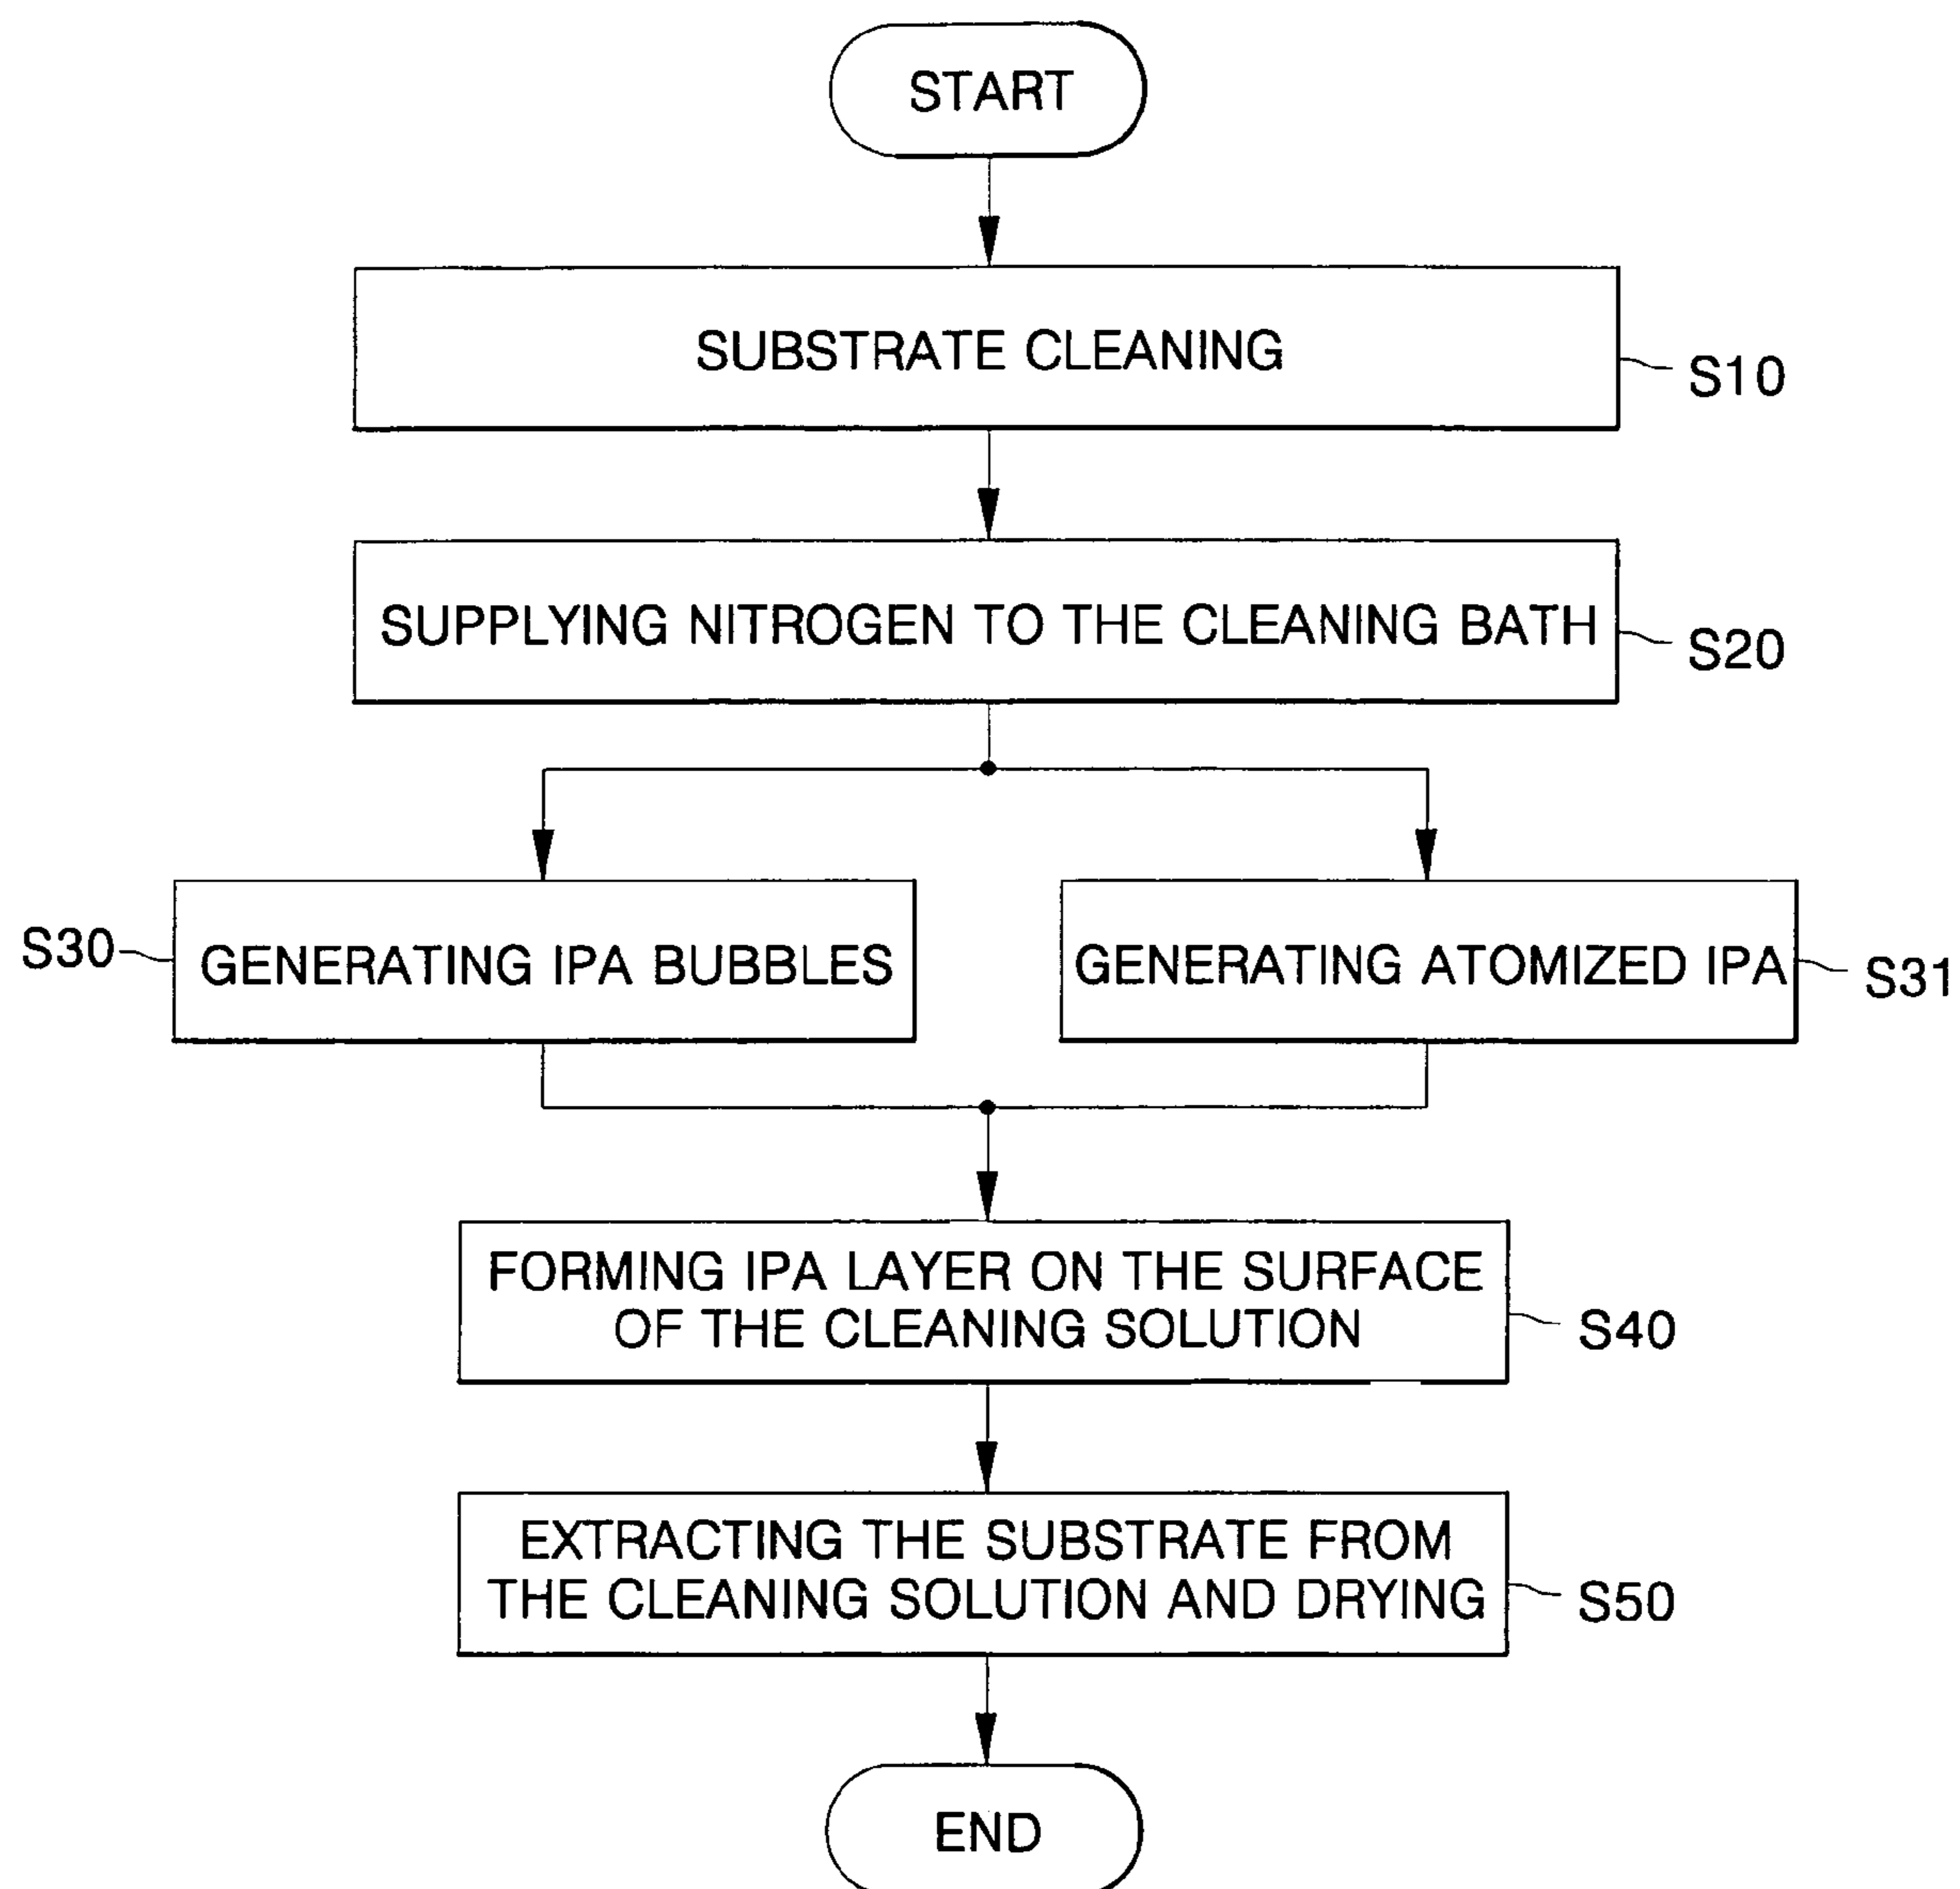 START
SUBSTRATE CLEANING
S10
SUPPLYING NITROGEN TO THE CLEANING BATH
S20
S30
GENERATING IPA BUBBLES
GENERATING ATOMIZED IPA
S31
FORMING IPA LAYER ON THE SURFACE
OF THE CLEANING SOLUTION
S40
EXTRACTING THE SUBSTRATE FROM
THE CLEANING SOLUTION AND DRYING
S50
END